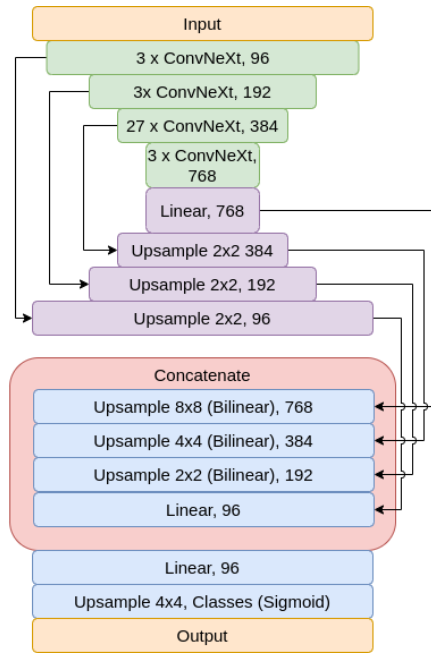 Input
3 x ConvNeXt, 96
3x ConvNeXt, 192
27 x ConvNeXt, 384
3 x ConvNeXt,
768
Linear, 768
Upsample 2x2 384
Upsample 2x2, 192
Upsample 2x2, 96
Concatenate
Upsample 8x8 (Bilinear), 768
Upsample 4x4 (Bilinear), 384
Upsample 2x2 (Bilinear), 192
Linear, 96
Linear, 96
Upsample 4x4, Classes (Sigmoid)
Output